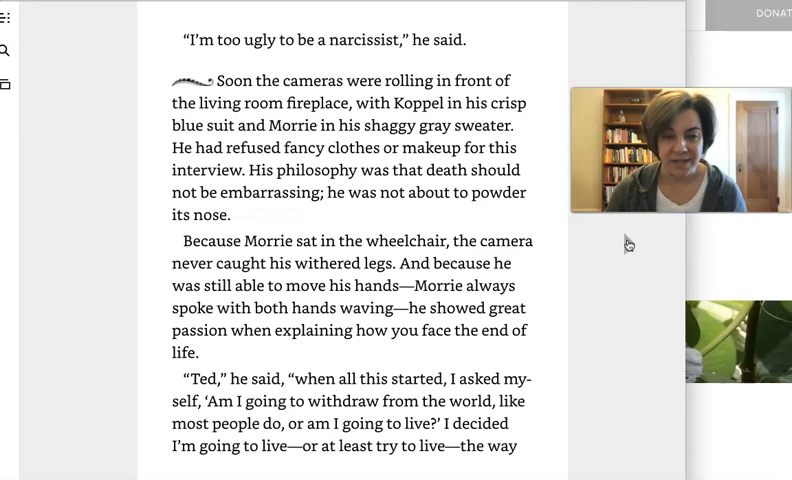 DONAT
“I’m too ugly to be a narcissist,” he said.
Soon the cameras were rolling in front of
the living room fireplace, with Koppel in his crisp
blue suit and Morrie in his shaggy gray sweater.
He had refused fancy clothes or makeup for this
interview. His philosophy was that death should
not be embarrassing; he was not about to powder
its nose.
Because Morrie sat in the wheelchair, the camera
never caught his withered legs. And because he
was still able to move his hands—Morrie always
spoke with both hands waving—he showed great
passion when explaining how you face the end of
life.
“Ted,” he said, “when all this started, I asked my-
self, ‘Am I going to withdraw from the world, like
most people do, or am I going to live?’ I decided
I’m going to live—or at least try to live—the way